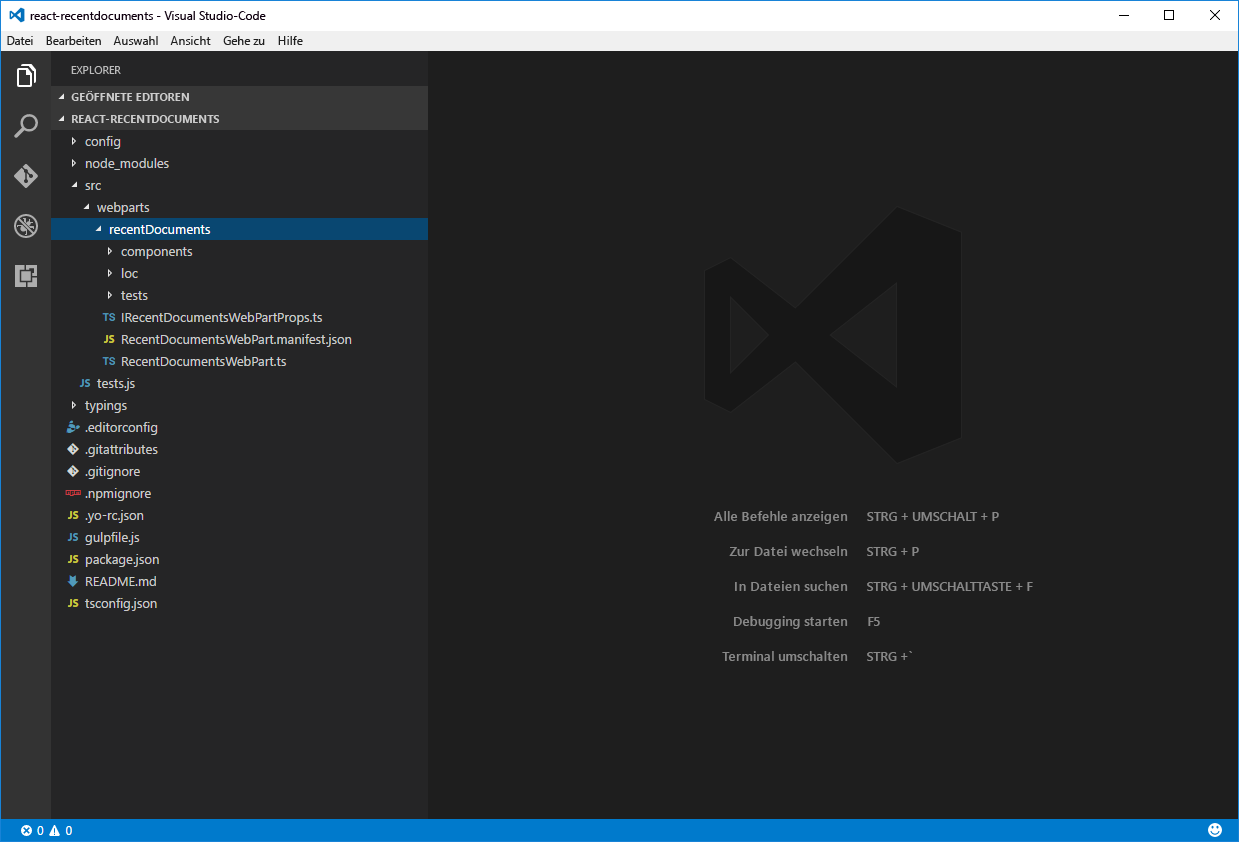 react-recentdocuments - Visual Studio-Code
Datei Bearbeiten Auswahl Ansicht Gehe zu Hilfe
EXPLORER
GEÖFFNETE EDITOREN
REACT-RECENTDOCUMENTS
config
node_modules
src
webparts
recentDocuments
components
loc
tests
TS IRecentDocumentsWebPartProps.ts
JS RecentDocumentsWebPart.manifest.json
TS RecentDocumentsWebPart.ts
JS tests.js
typings
.editorconfig
.gitattributes
.gitignore
npm .npmignore
JS .yo-rc.json
JS gulpfile.js
JS package.json
README.md
JS tsconfig.json
Alle Befehle anzeigen STRG + UMSCHALT + P
Zur Datei wechseln STRG + P
In Dateien suchen STRG + UMSCHALTTASTE + F
Debugging starten F5
Terminal umschalten STRG +`
0 0